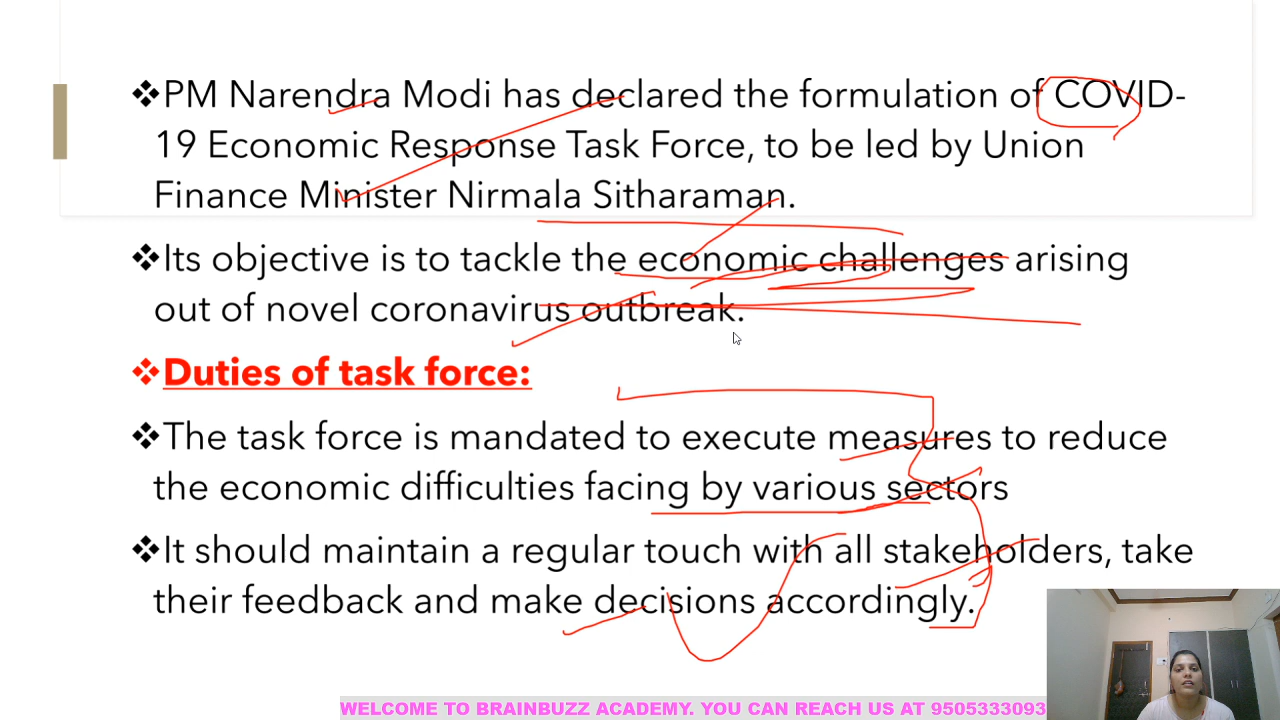 ❖PM Narendra Modi has declared the formulation of COVID-
19 Economic Response Task Force, to be led by Union
Finance Minister Nirmala Sitharaman.
❖Its objective is to tackle the economic challenges arising
out of novel coronavirus outbreak.
❖Duties of task force:
❖The task force is mandated to execute measures to reduce
the economic difficulties facing by various sectors
❖It should maintain a regular touch with all stakeholders, take
their feedback and make decisions accordingly.
WELCOME TO BRAINBUZZ ACADEMY. YOU CAN REACH US AT 9505333093